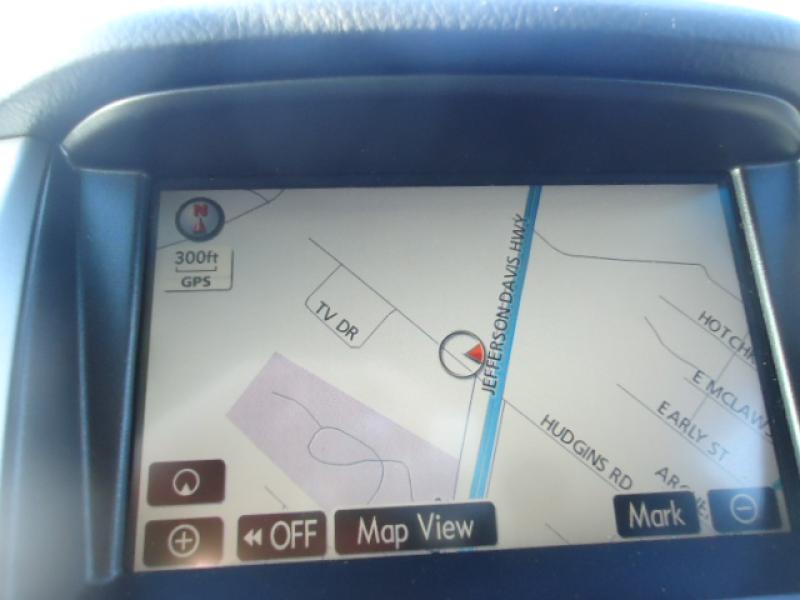 N
300ft
GPS
JEFFERSON DAVIS HWY
TV DR
E MCLAWS
EARLY ST
HUDGINS RD
OFF
Map View
Mark